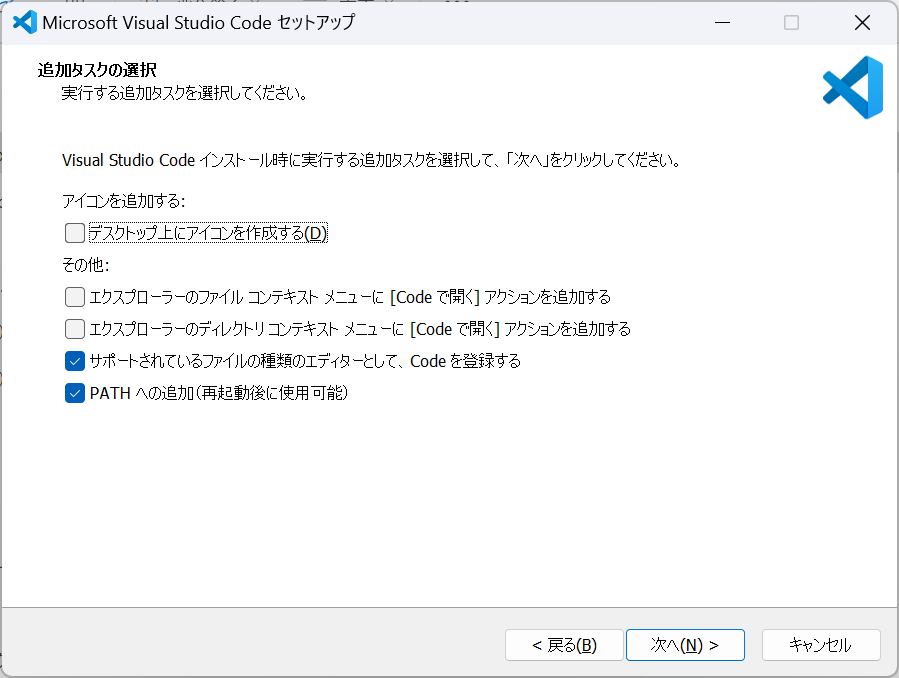 Microsoft Visual Studio Code セットアップ
追加タスクの選択
実行する追加タスクを選択してください。
Visual Studio Code インストール時に実行する追加タスクを選択して、「次へ」をクリックしてください。
アイコンを追加する:
デスクトップ上にアイコンを作成する(D)
その他:
エクスプローラーのファイル コンテキスト メニューに [Code で開く] アクションを追加する
エクスプローラーのディレクトリ コンテキスト メニューに [Code で開く] アクションを追加する
サポートされているファイルの種類のエディターとして、Code を登録する
PATH への追加（再起動後に使用可能）
< 戻る(B)
次へ(N) >
キャンセル